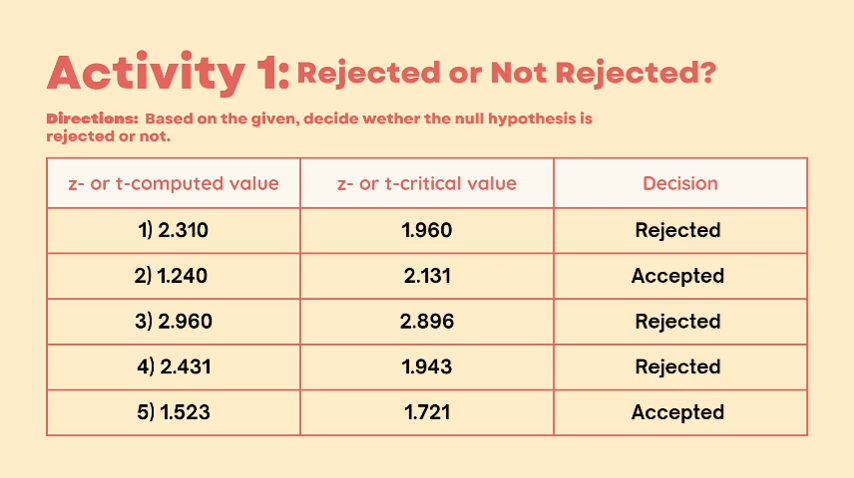 Activity 1: Rejected or Not Rejected?
Directions: Based on the given, decide wether the null hypothesis is
rejected or not.
z- or t-computed value z- or t-critical value Decision
1) 2.310 1.960 Rejected
2) 1.240 2.131 Accepted
3) 2.960 2.896 Rejected
4) 2.431 1.943 Rejected
5) 1.523 1.721 Accepted